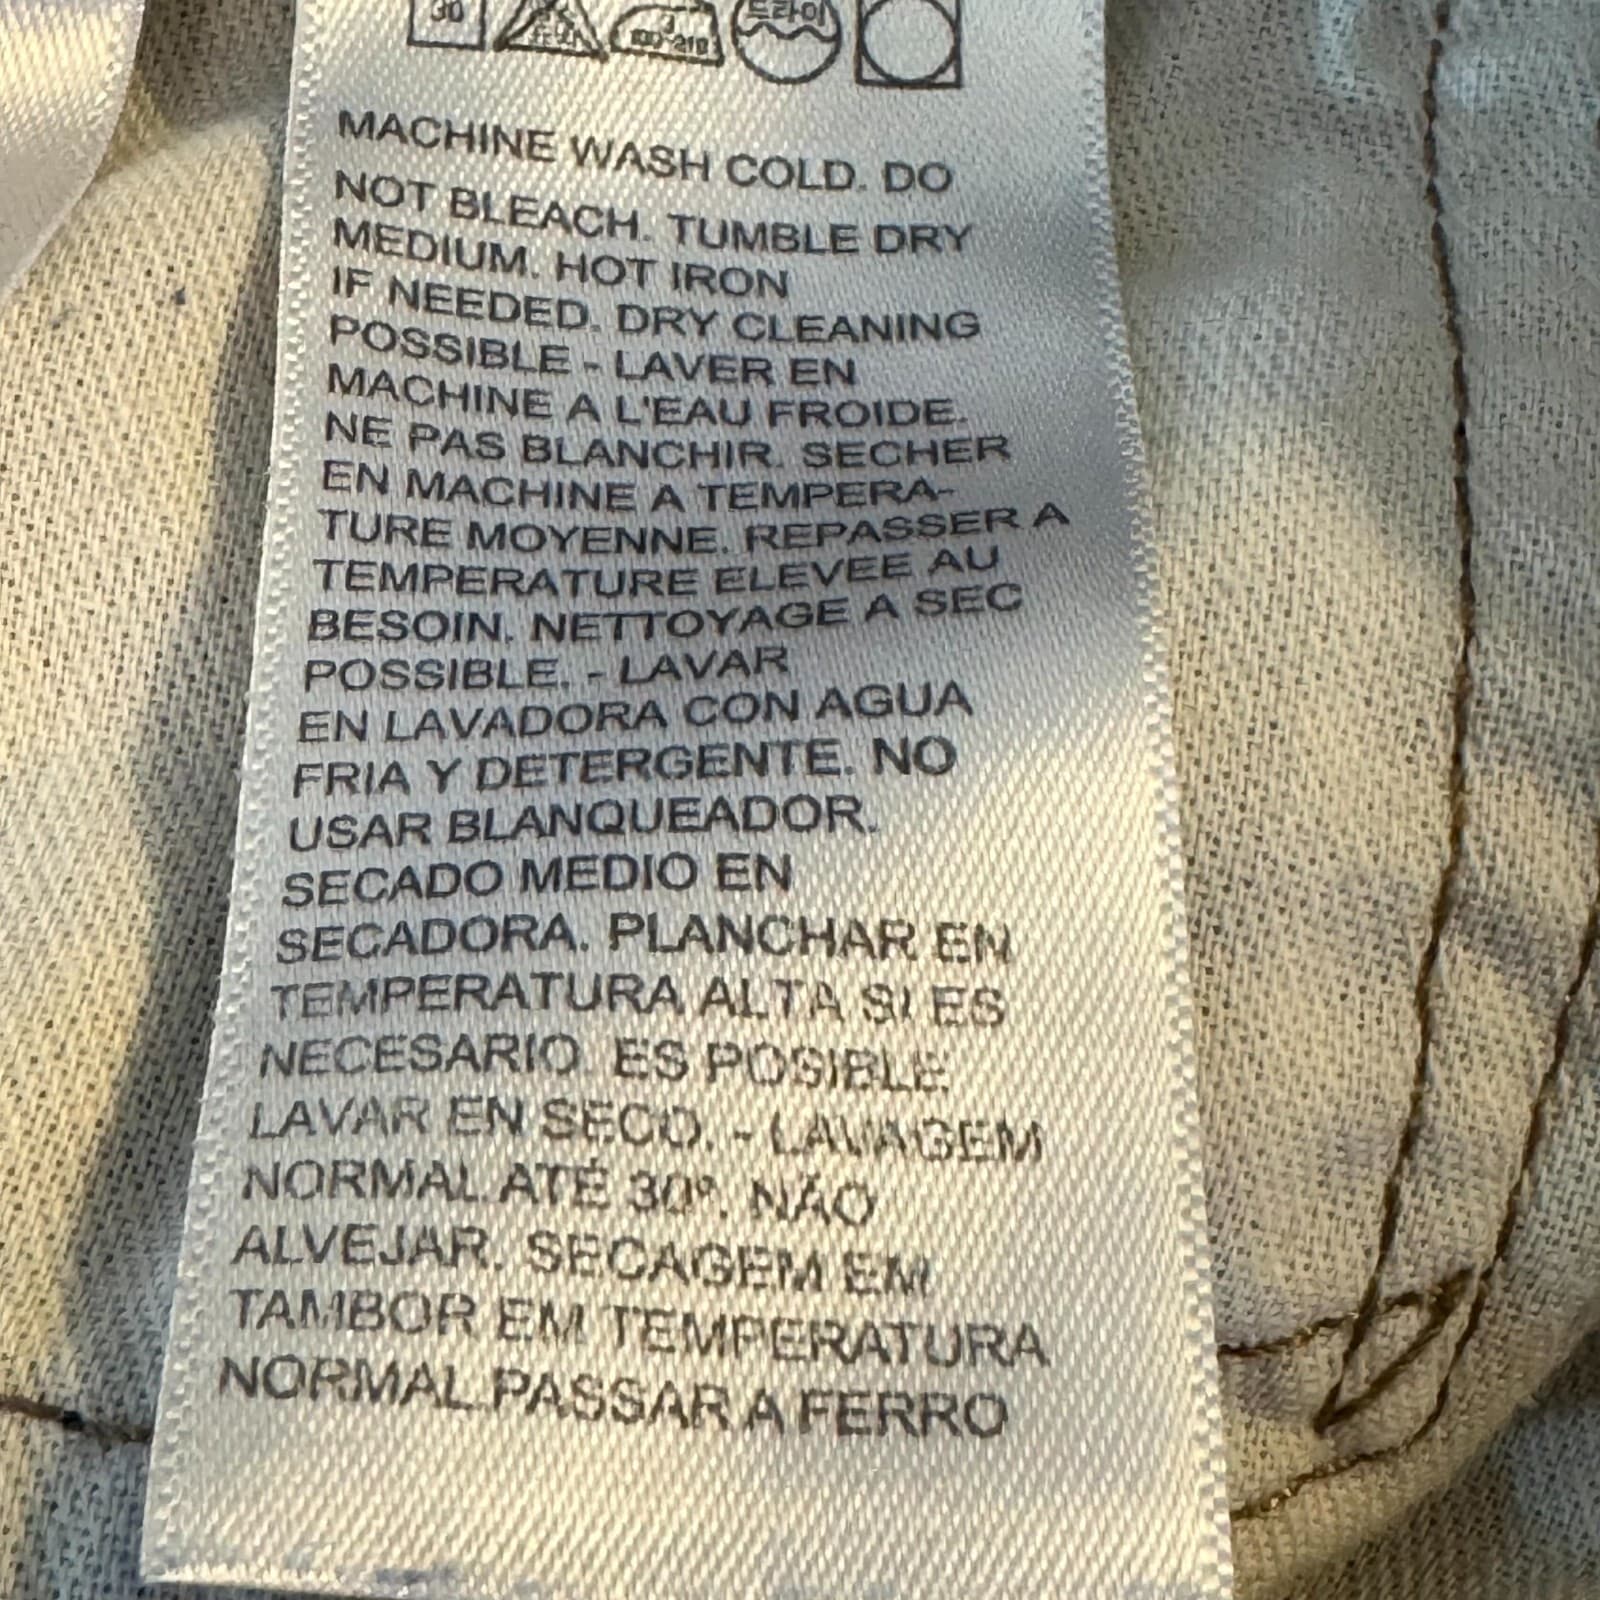 30
드라이
MACHINE WASH COLD. DO
NOT BLEACH. TUMBLE DRY
MEDIUM. HOT IRON
IF NEEDED. DRY CLEANING
POSSIBLE - LAVER EN
MACHINE A L'EAU FROIDE.
NE PAS BLANCHIR. SECHER
EN MACHINE A TEMPERA-
TURE MOYENNE. REPASSER A
TEMPERATURE ELEVEE AU
BESOIN. NETTOYAGE A SEC
POSSIBLE. - LAVAR
EN LAVADORA CON AGUA
FRIA Y DETERGENTE. NO
USAR BLANQUEADOR.
SECADO MEDIO EN
SECADORA. PLANCHAR EN
TEMPERATURA ALTA SI ES
NECESARIO. ES POSIBLE
LAVAR EN SECO. - LAVAGEM
NORMAL ATÉ 30º. NÃO
ALVEJAR. SECAGEM EM
TAMBOR EM TEMPERATURA
NORMAL.PASSAR A FERRO